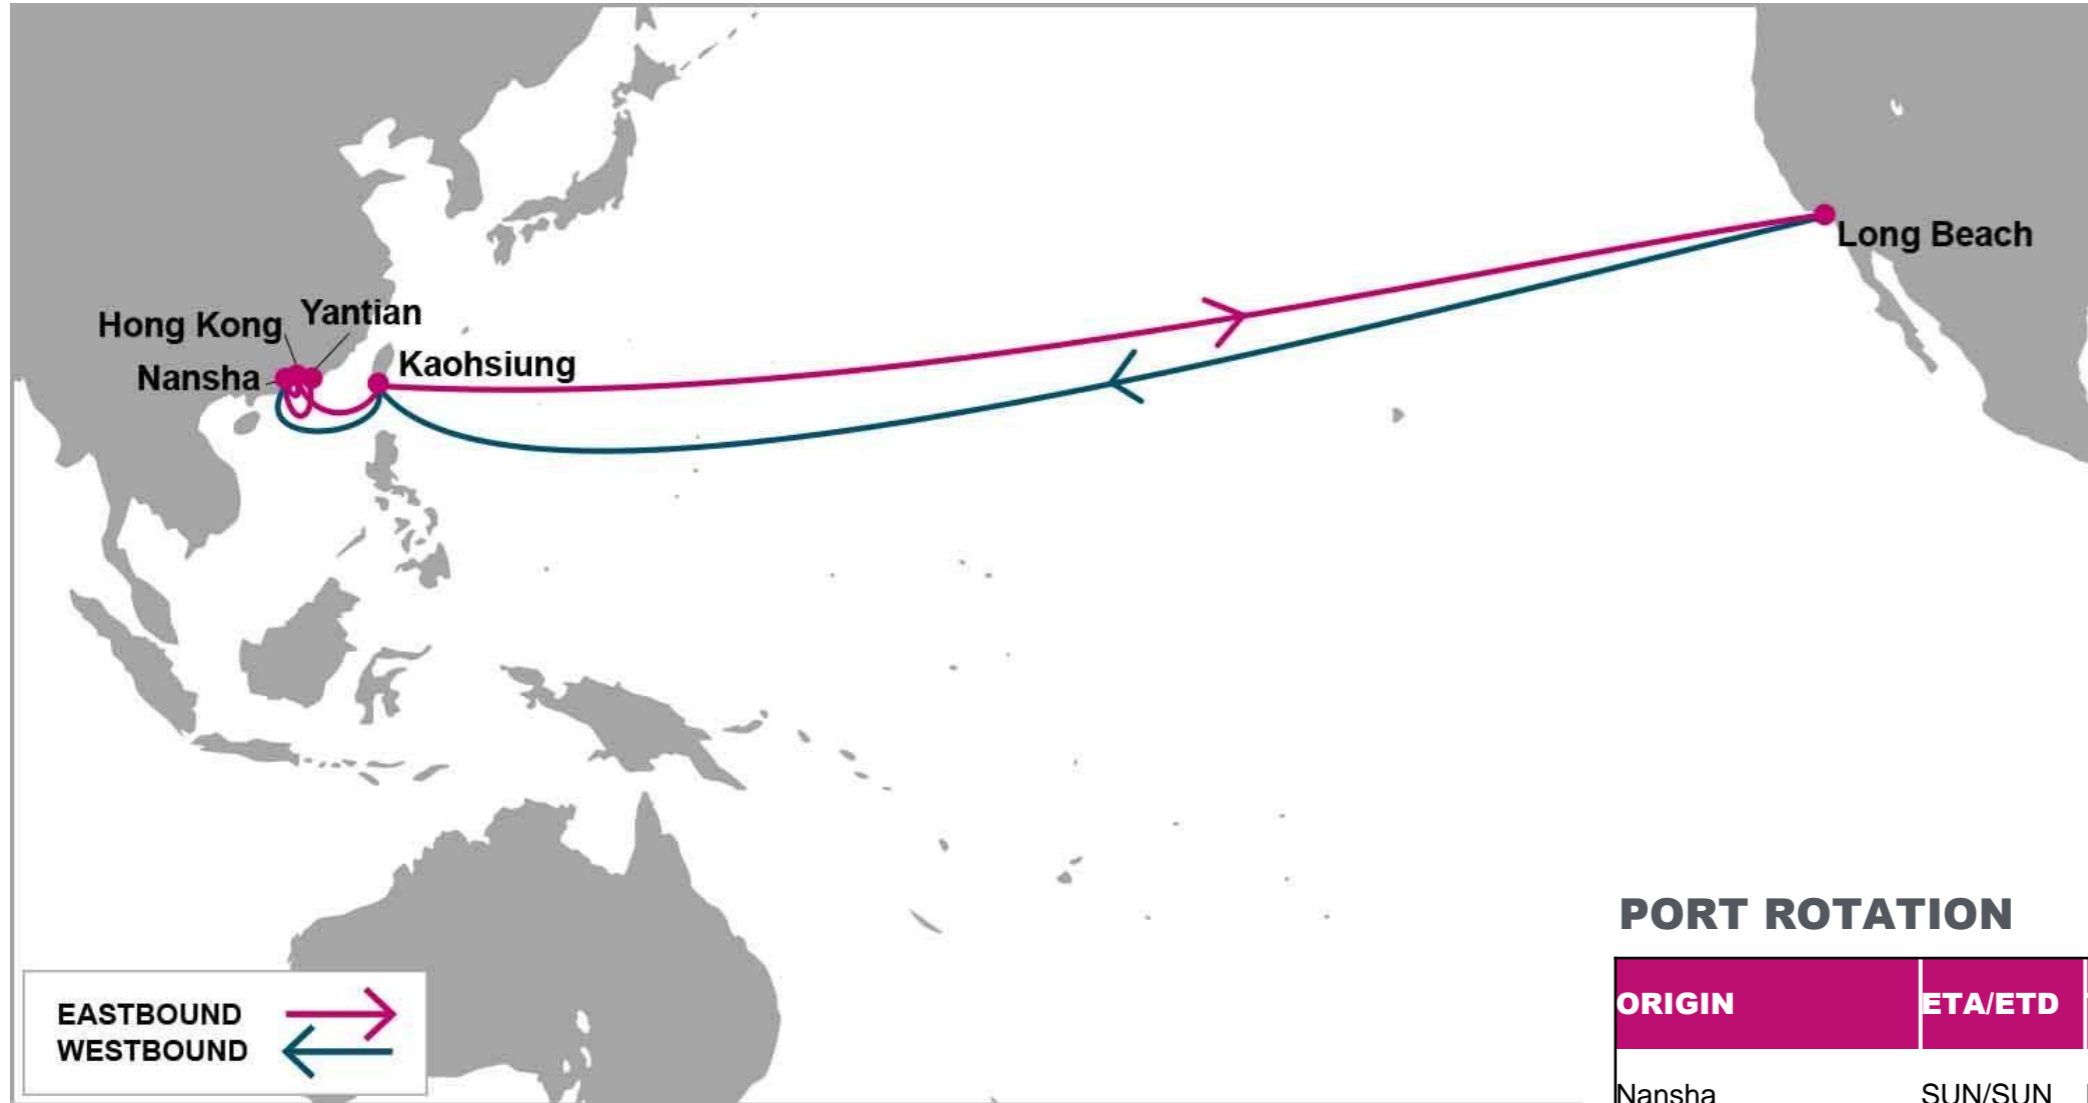 Hong Kong
Yantian
Nansha
Kaohsiung
Long Beach
EASTBOUND
WESTBOUND
PORT ROTATION
ORIGIN ETA/ETD
Nansha SUN/SUN